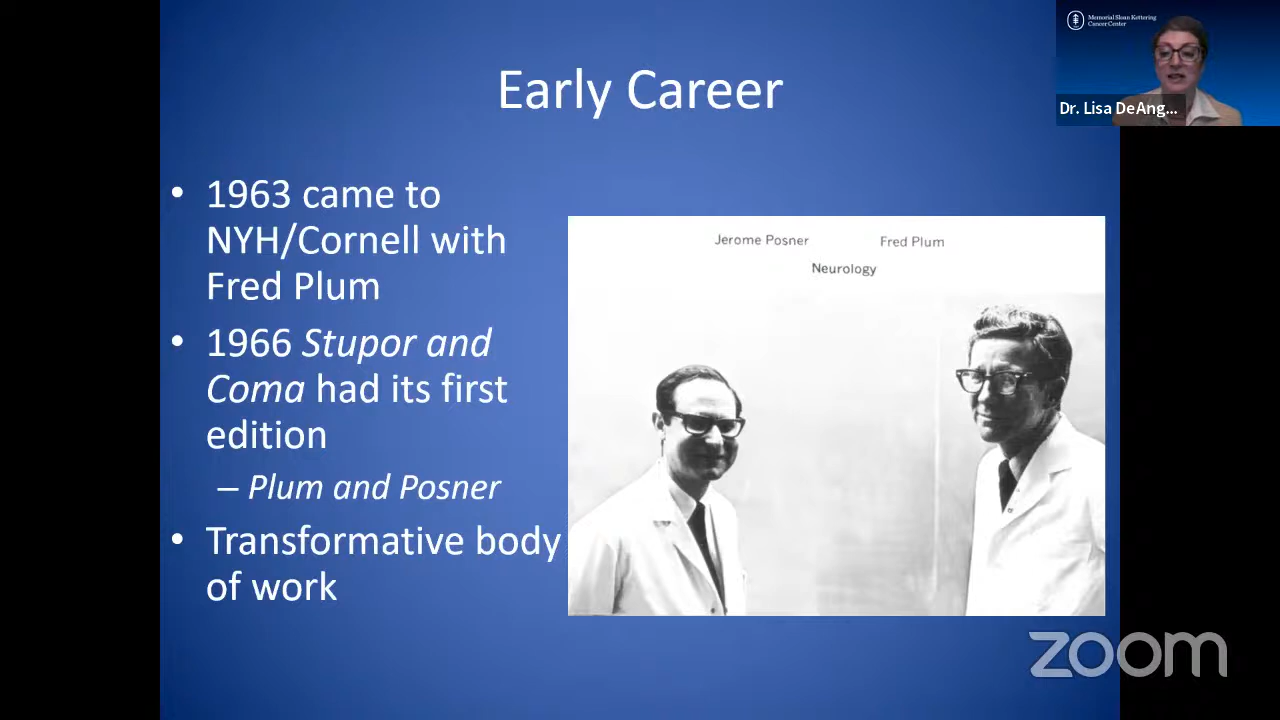 Memorial Sloan Kettering
Cancer Center
Dr. Lisa DeAng...
Early Career
• 1963 came to
NYH/Cornell with
Fred Plum
• 1966 Stupor and
Coma had its first
edition
– Plum and Posner
• Transformative body
of work
Jerome Posner Fred Plum
Neurology
zoom